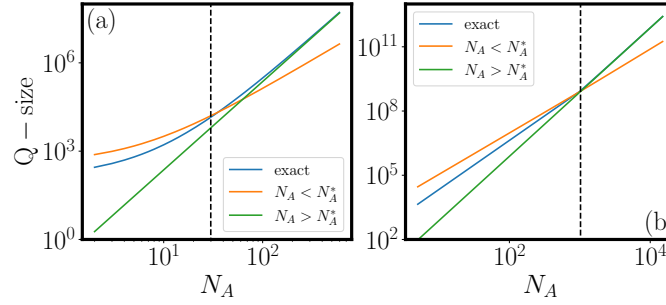 (a)
Q − size
10^6
10^3
10^0
exact
N_A < N_A^*
N_A > N_A^*
10^1
10^2
N_A
exact
N_A < N_A^*
N_A > N_A^*
10^11
10^8
10^5
10^2
(b)
10^2
10^4
N_A